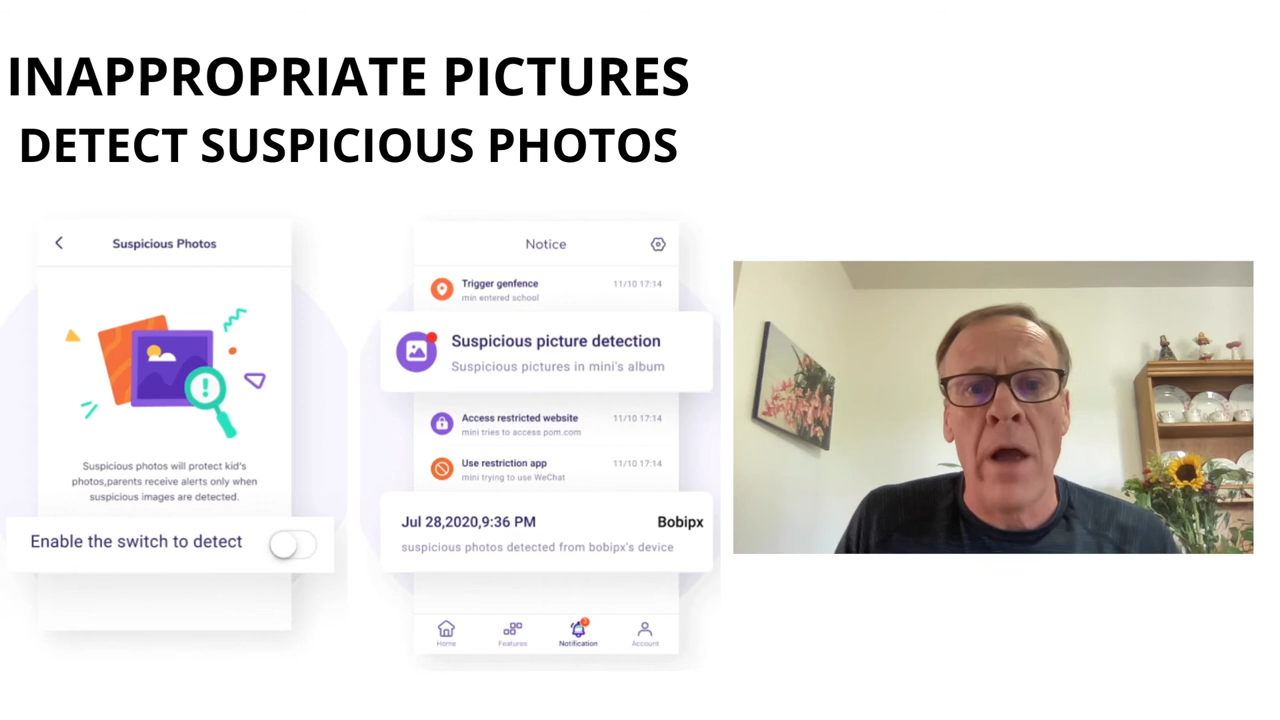 INAPPROPRIATE PICTURES
DETECT SUSPICIOUS PHOTOS
Suspicious Photos
Suspicious photos will protect kid's
photos,parents receive alerts only when
suspicious images are detected.
Enable the switch to detect
Notice
Trigger genfence 11/10 17:14
min entered school
Suspicious picture detection
Suspicious pictures in mini's album
Access restricted website 11/10 17:14
mini tries to access pom.com
Use restriction app 11/10 17:14
mini trying to use WeChat
Jul 28,2020,9:36 PM Bobipx
suspicious photos detected from bobipx's device
Home Features Notification Account